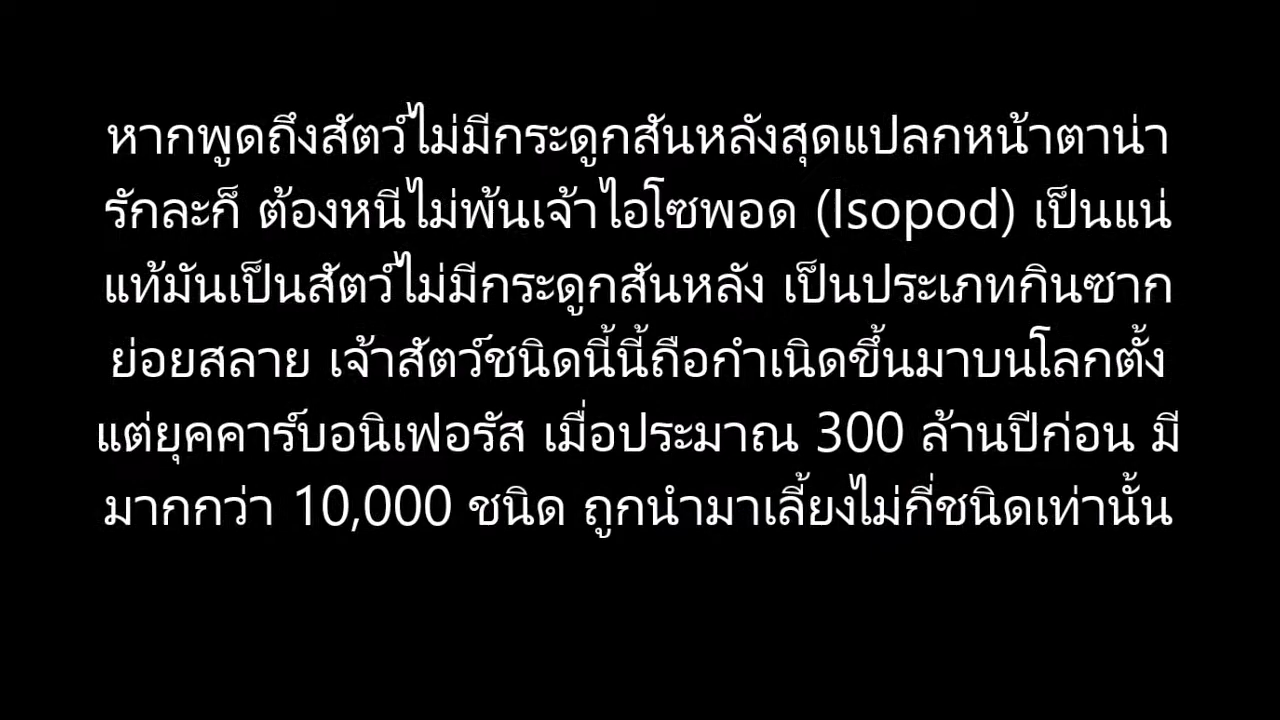 หากพูดถึงสัตว์ไม่มีกระดูกสันหลังสุดแปลกหน้าตาน่า
รักละก็ ต้องหนีไม่พ้นเจ้าไอโซพอด (Isopod) เป็นแน่
แท้มันเป็นสัตว์ไม่มีกระดูกสันหลัง เป็นประเภทกินซาก
ย่อยสลาย เจ้าสัตว์ชนิดนี้นี้ถือกำเนิดขึ้นมาบนโลกตั้ง
แต่ยุคคาร์บอนิเฟอรัส เมื่อประมาณ 300 ล้านปีก่อน มี
มากกว่า 10,000 ชนิด ถูกนำมาเลี้ยงไม่กี่ชนิดเท่านั้น